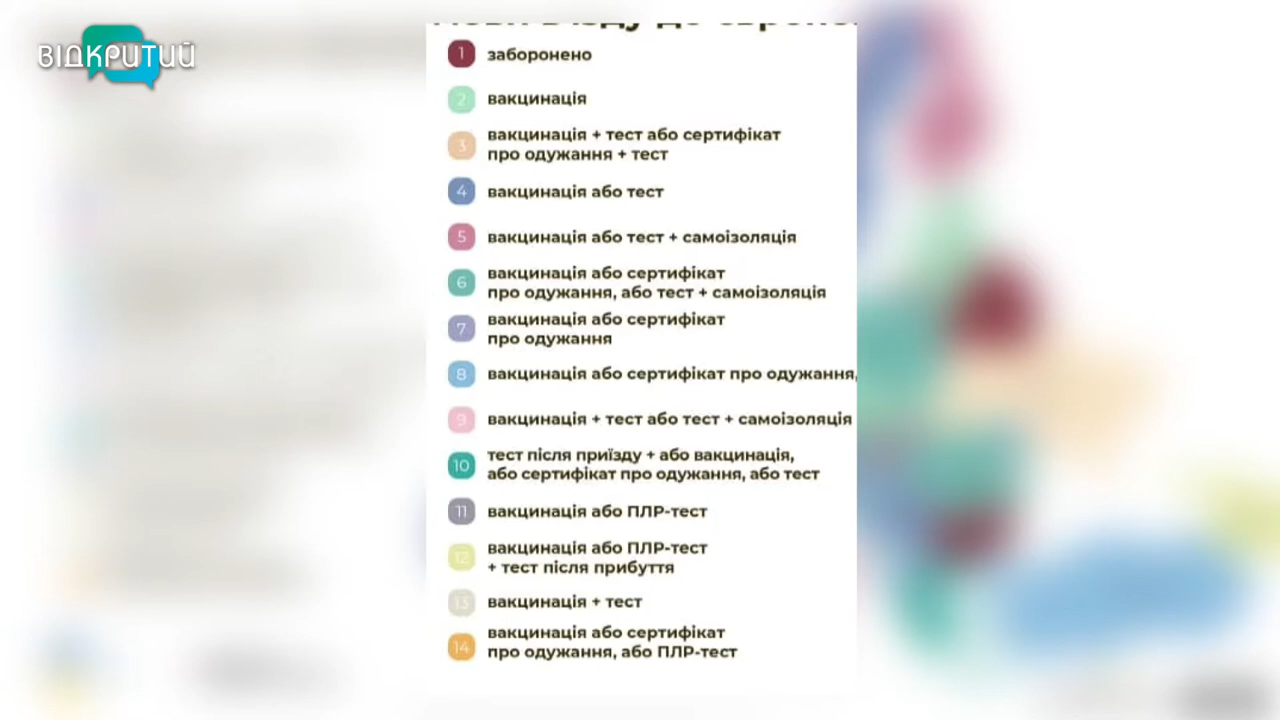 ВІДКРИТИЙ
1 заборонено
2 вакцинація
3 вакцинація + тест або сертифікат
про одужання + тест
4 вакцинація або тест
5 вакцинація або тест + самоізоляція
6 вакцинація або сертифікат
про одужання, або тест + самоізоляція
7 вакцинація або сертифікат
про одужання
8 вакцинація або сертифікат про одужання,
9 вакцинація + тест або тест + самоізоляція
10 тест після приїзду + або вакцинація,
або сертифікат про одужання, або тест
11 вакцинація або ПЛР-тест
12 вакцинація або ПЛР-тест
+ тест після прибуття
13 вакцинація + тест
14 вакцинація або сертифікат
про одужання, або ПЛР-тест